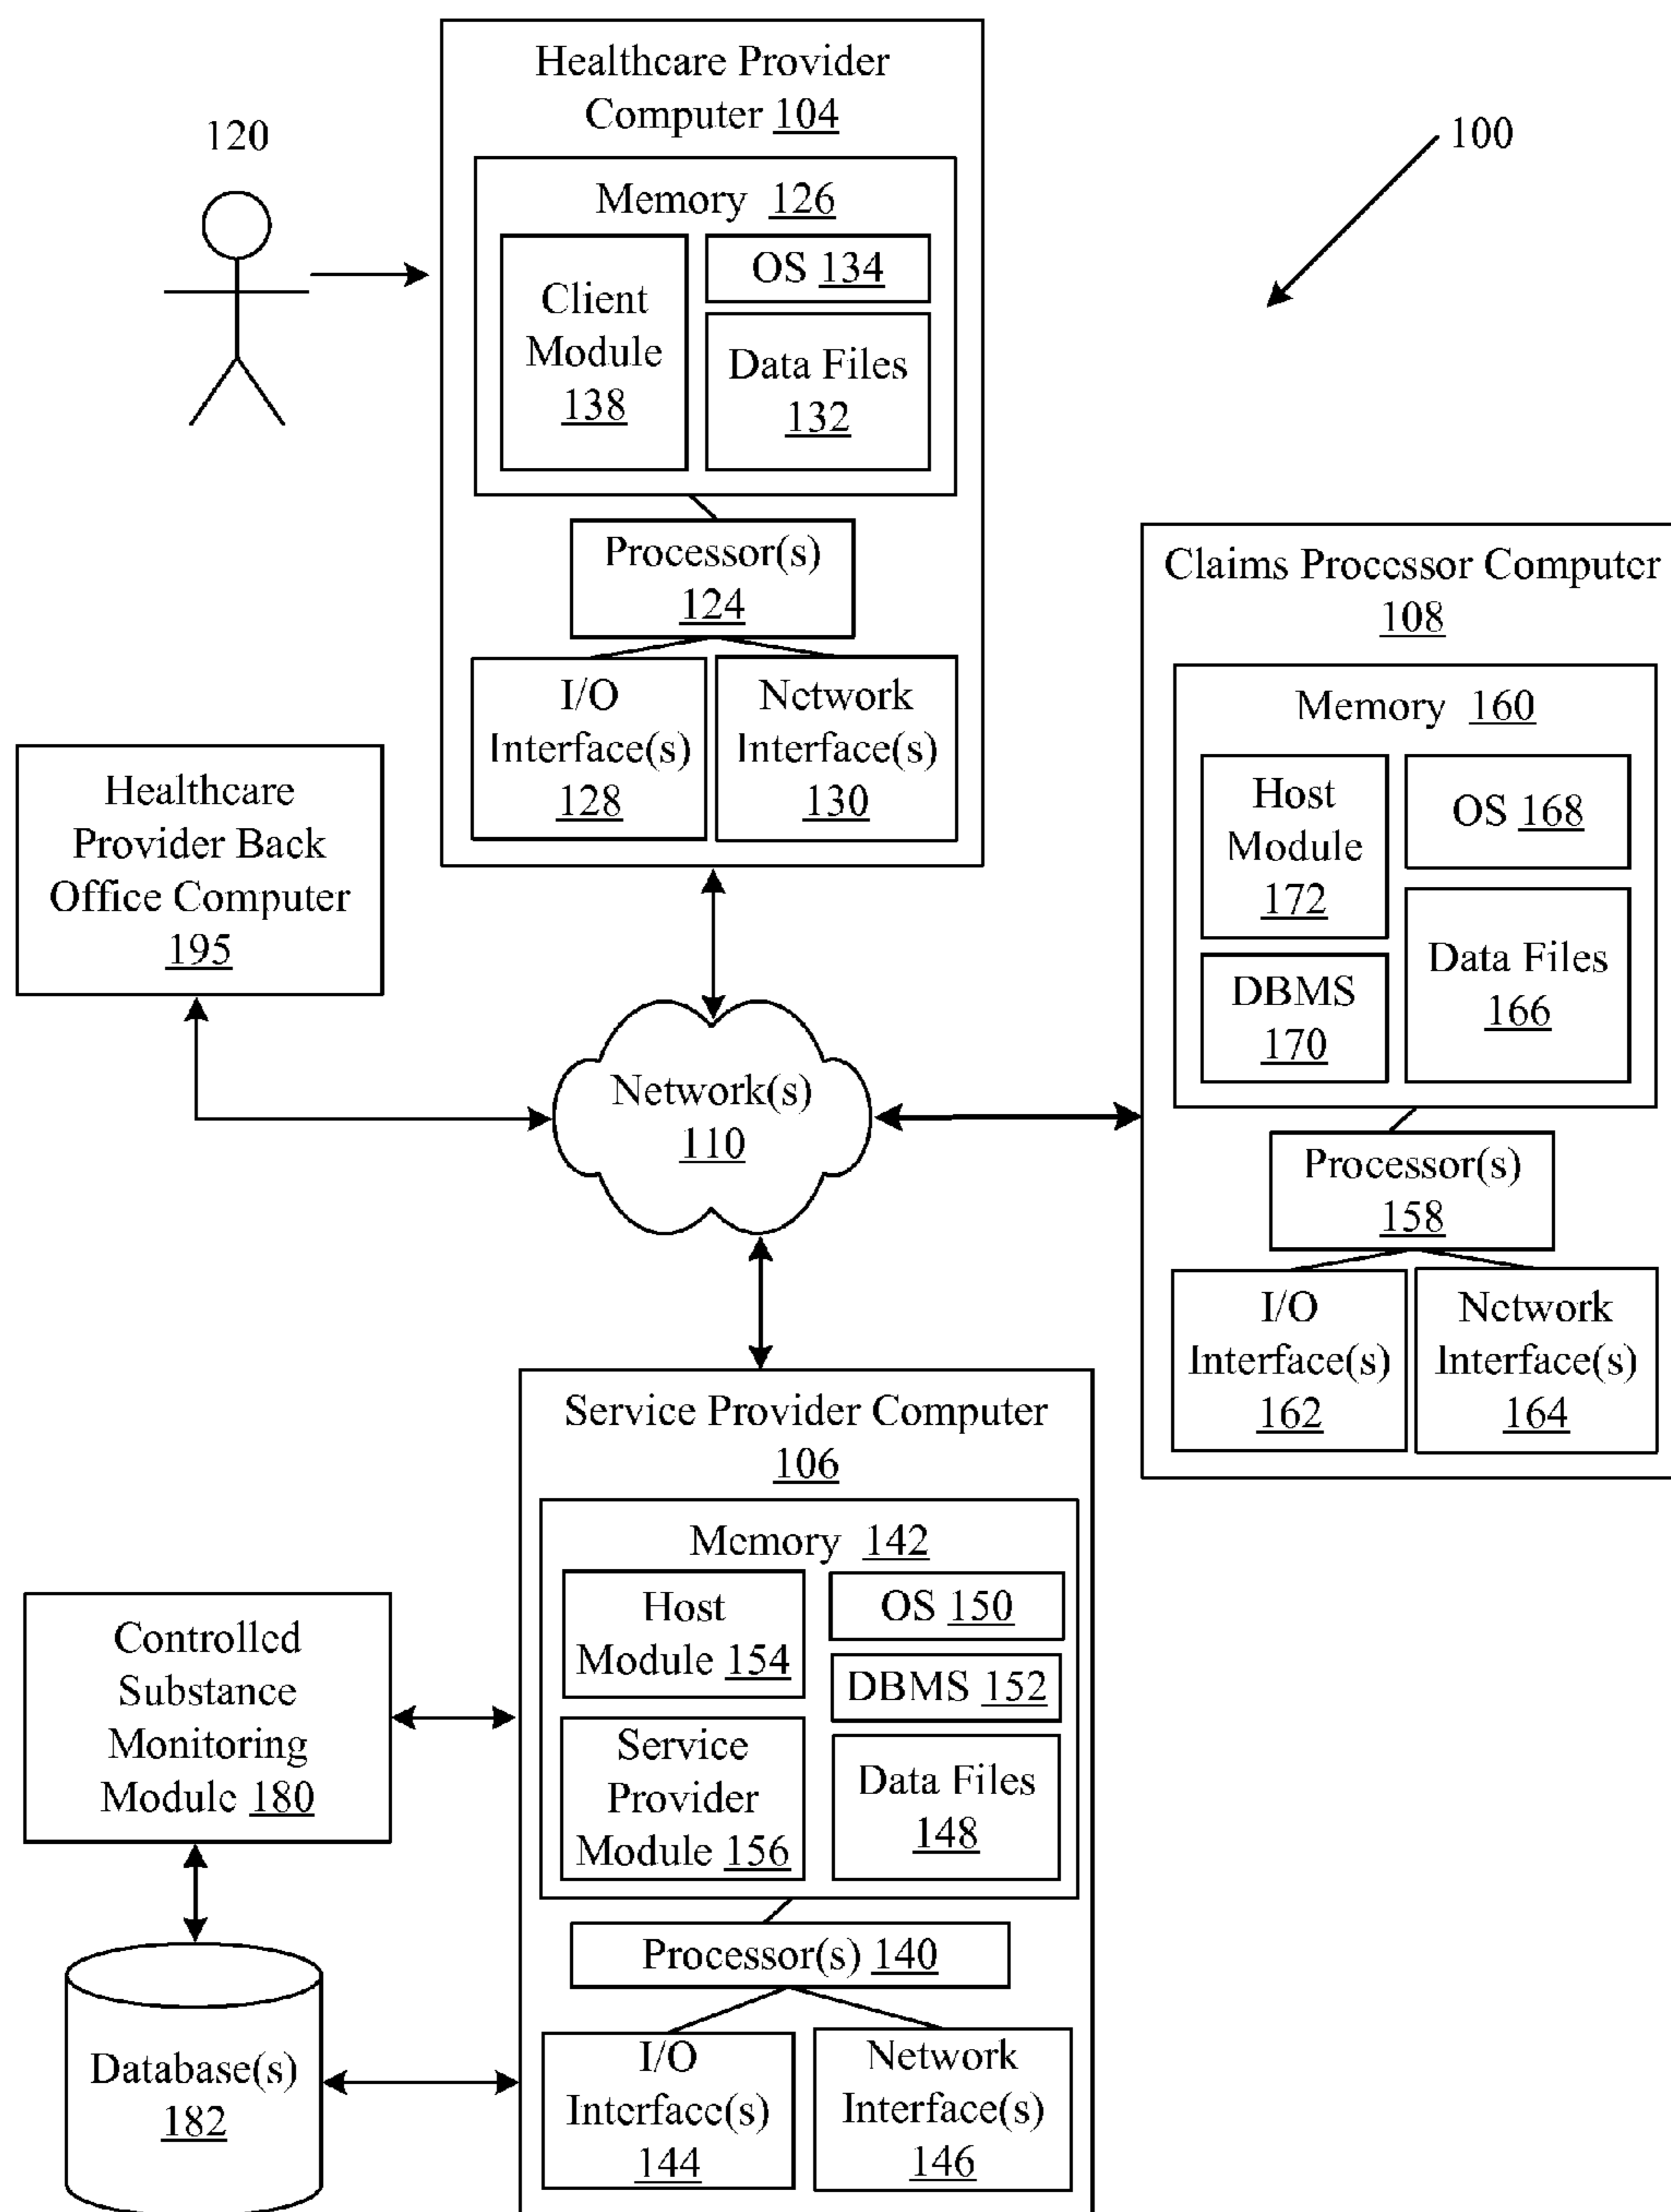 120
100
Healthcare Provider
Computer 104
Memory 126
Client
Module
138
OS 134
Data Files
132
Processor(s)
124
I/O
Interface(s)
128
Network
Interface(s)
130
Healthcare
Provider Back
Office Computer
195
Claims Processor Computer
108
Memory 160
Host
Module
172
OS 168
DBMS
170
Data Files
166
Processor(s)
158
I/O
Interface(s)
162
Network
Interface(s)
164
Network(s)
110
Service Provider Computer
106
Memory 142
Host
Module 154
OS 150
DBMS 152
Service
Provider
Module 156
Data Files
148
Processor(s) 140
I/O
Interface(s)
144
Network
Interface(s)
146
Controlled
Substance
Monitoring
Module 180
Database(s)
182